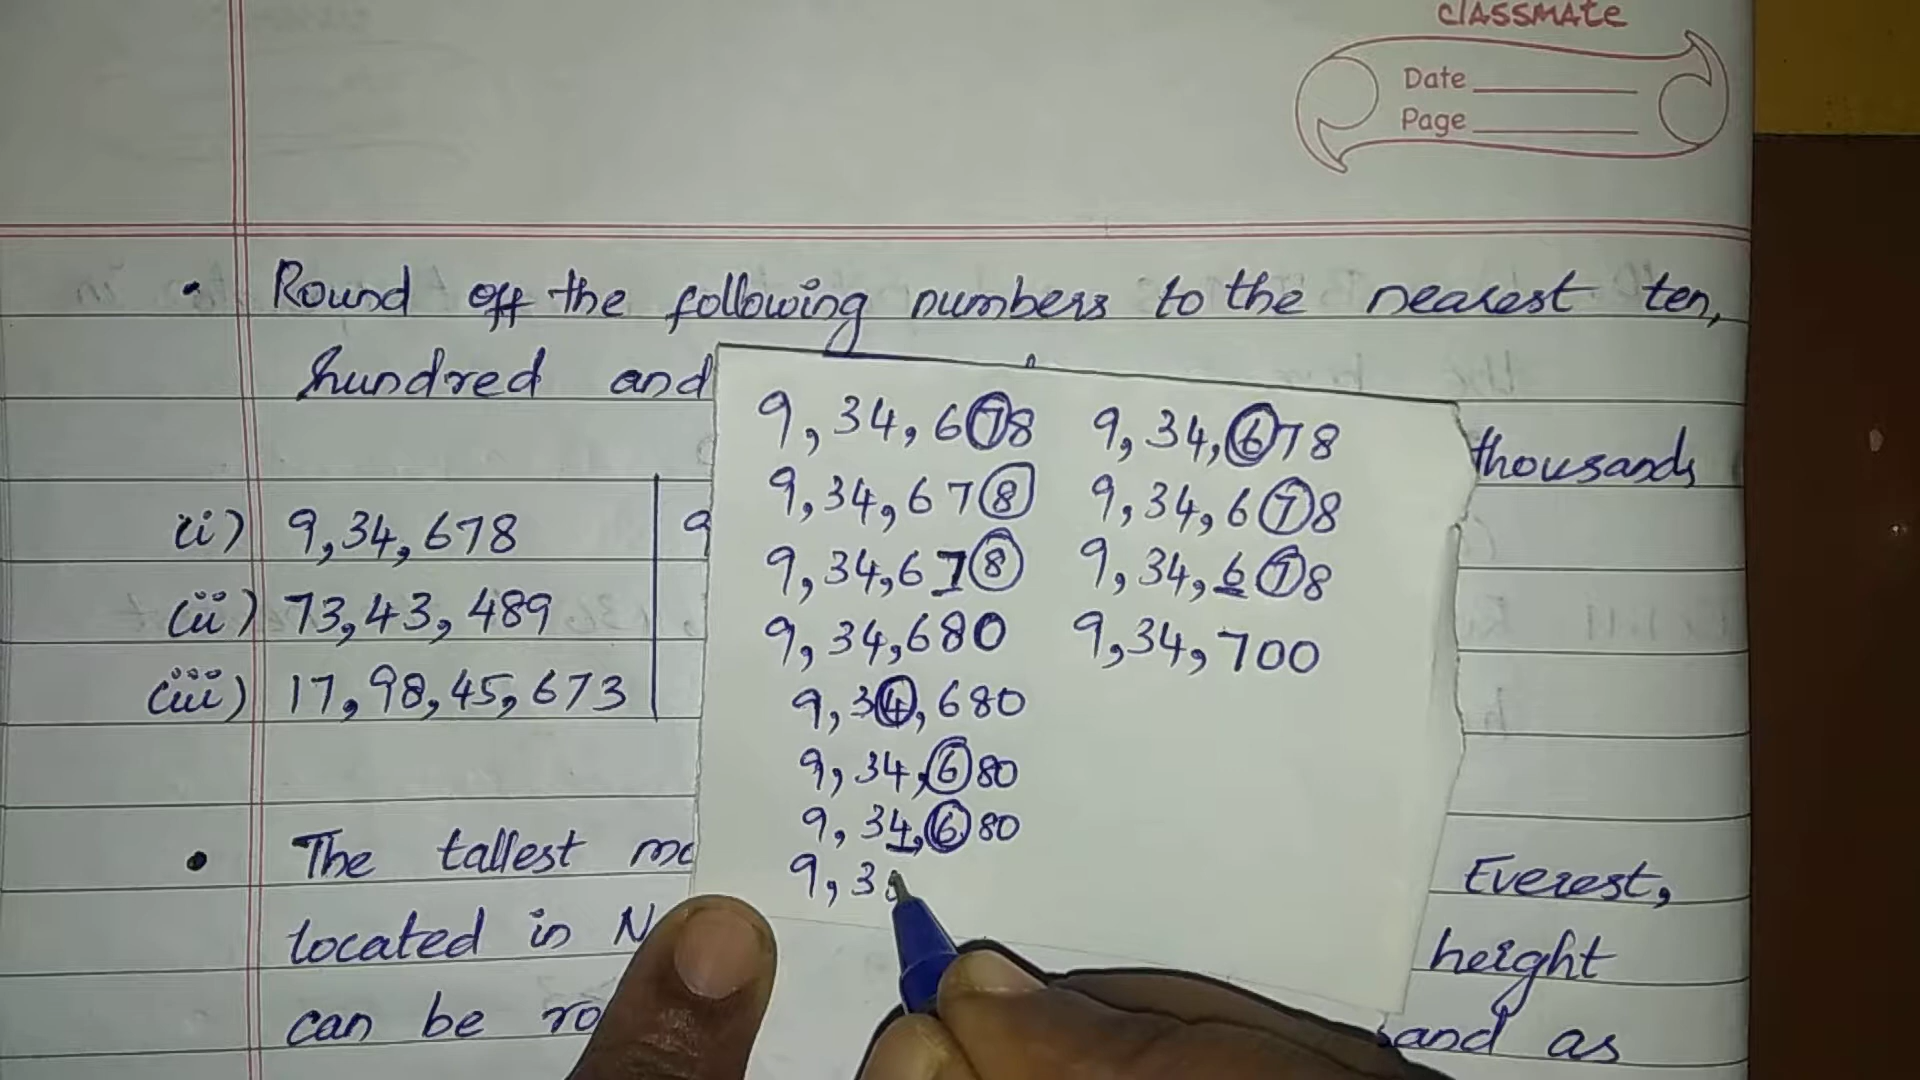 classmate
Date
Page
• Round off the following numbers to the nearest ten,
hundred and
thousands
(i) 9,34,678
(ii) 73,43,489
(iii) 17,98,45,673
9,34,678 9,34,678
9,34,678 9,34,678
9,34,678 9,34,678
9,34,680 9,34,700
9,34,680
9,34,680
9,34,680
9,3
• The tallest
Everest,
located in N
height
can be
as